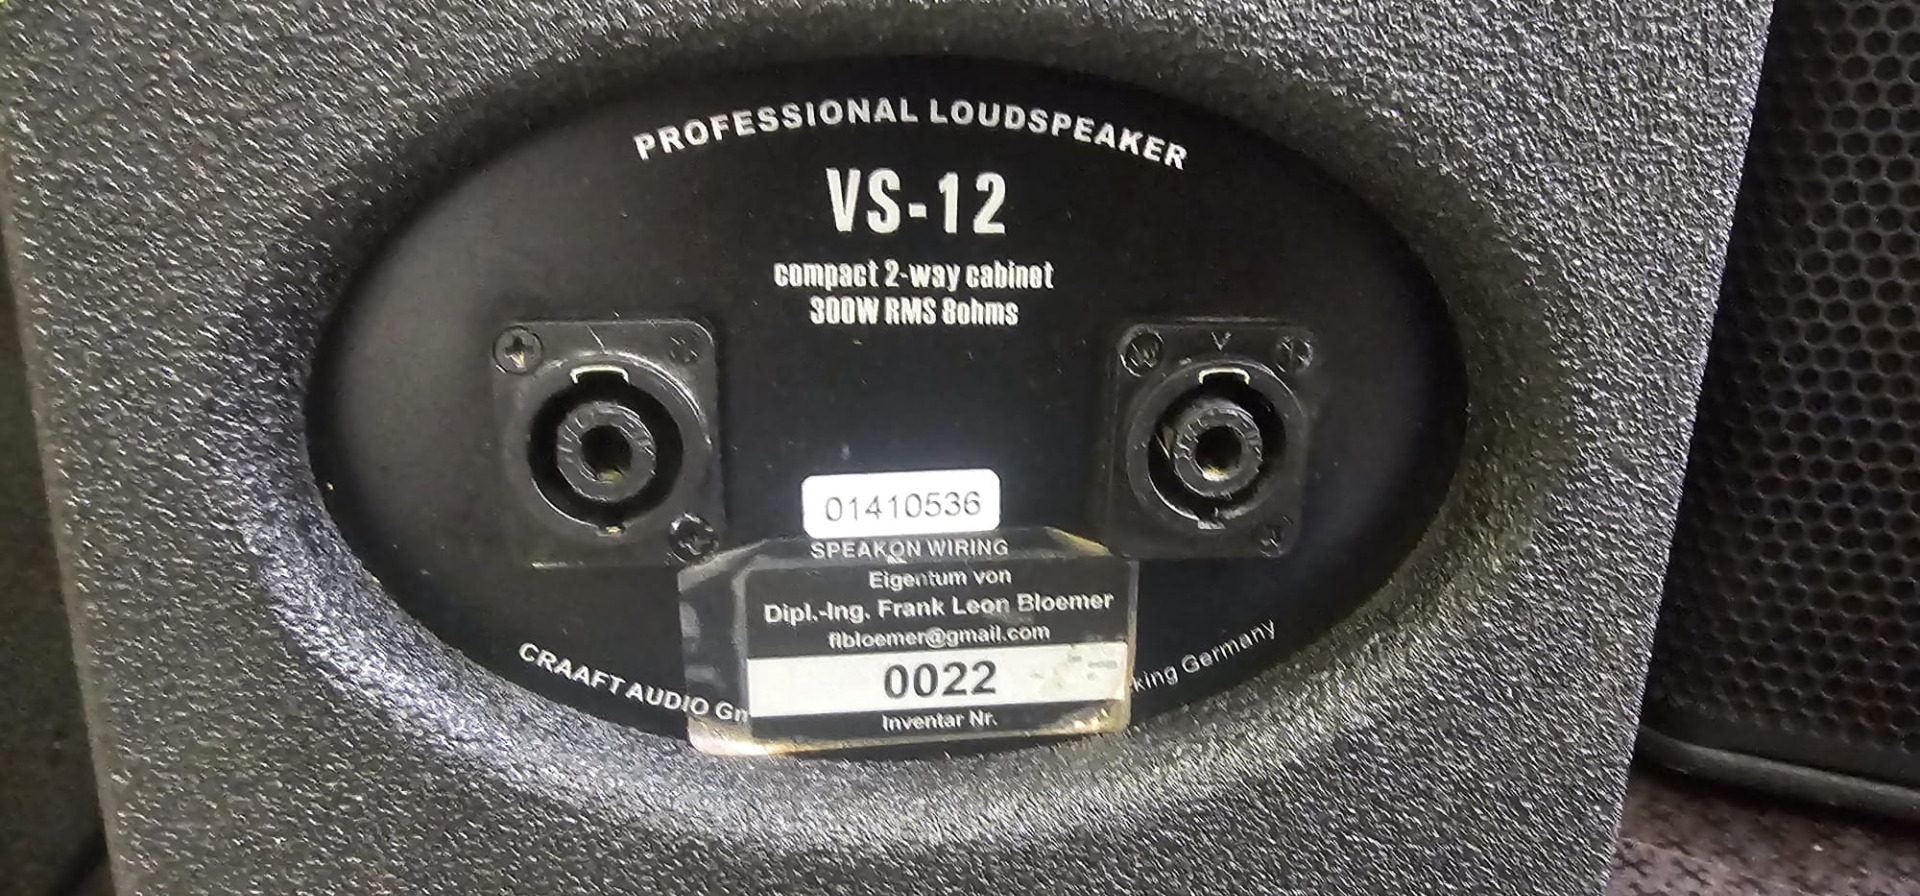 PROFESSIONAL LOUDSPEAKER
VS-12
compact 2-way cabinet
300W RMS 8ohms
01410536
SPEAKON WIRING
Eigentum von
Dipl.-Ing. Frank Leon Bloemer
flbloemer@gmail.com
0022
Inventar Nr.
CRAAFT AUDIO
Germany